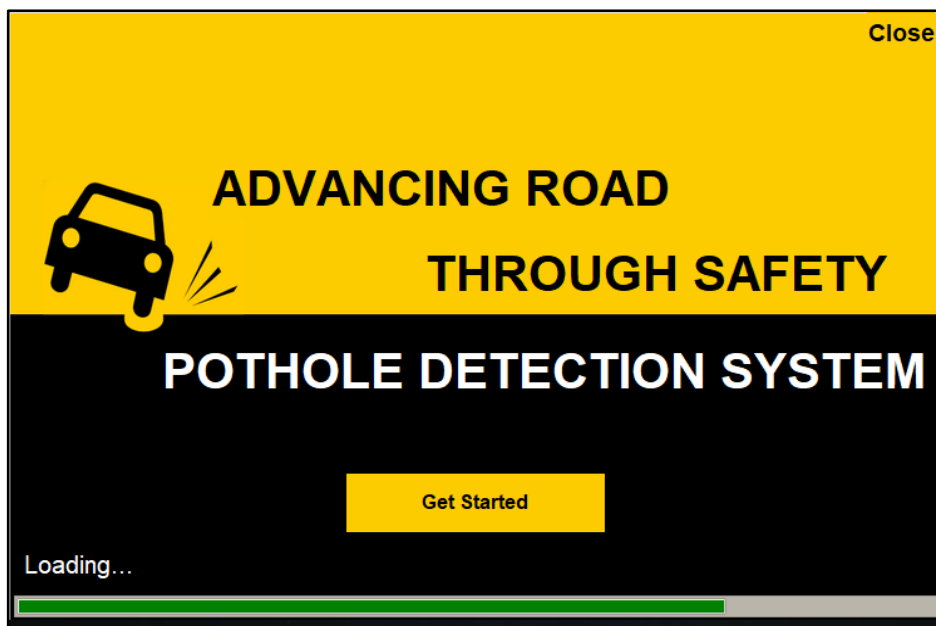 Close
ADVANCING ROAD
THROUGH SAFETY
POTHOLE DETECTION SYSTEM
Get Started
Loading...